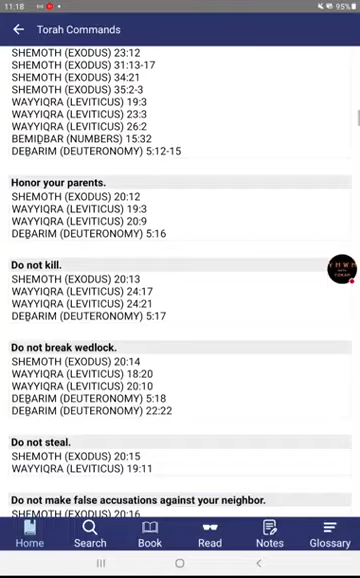 11:18
95%
Torah Commands
SHEMOTH (EXODUS) 23:12
SHEMOTH (EXODUS) 31:13-17
SHEMOTH (EXODUS) 34:21
SHEMOTH (EXODUS) 35:2-3
WAYYIQRA (LEVITICUS) 19:3
WAYYIQRA (LEVITICUS) 23:3
WAYYIQRA (LEVITICUS) 26:2
BEMIḎBAR (NUMBERS) 15:32
DEḆARIM (DEUTERONOMY) 5:12-15
Honor your parents.
SHEMOTH (EXODUS) 20:12
WAYYIQRA (LEVITICUS) 19:3
WAYYIQRA (LEVITICUS) 20:9
DEḆARIM (DEUTERONOMY) 5:16
Do not kill.
SHEMOTH (EXODUS) 20:13
WAYYIQRA (LEVITICUS) 24:17
WAYYIQRA (LEVITICUS) 24:21
DEḆARIM (DEUTERONOMY) 5:17
Do not break wedlock.
SHEMOTH (EXODUS) 20:14
WAYYIQRA (LEVITICUS) 18:20
WAYYIQRA (LEVITICUS) 20:10
DEḆARIM (DEUTERONOMY) 5:18
DEḆARIM (DEUTERONOMY) 22:22
Do not steal.
SHEMOTH (EXODUS) 20:15
WAYYIQRA (LEVITICUS) 19:11
Do not make false accusations against your neighbor.
SHEMOTH (EXODUS) 20:16
Home Search Book Read Notes Glossary